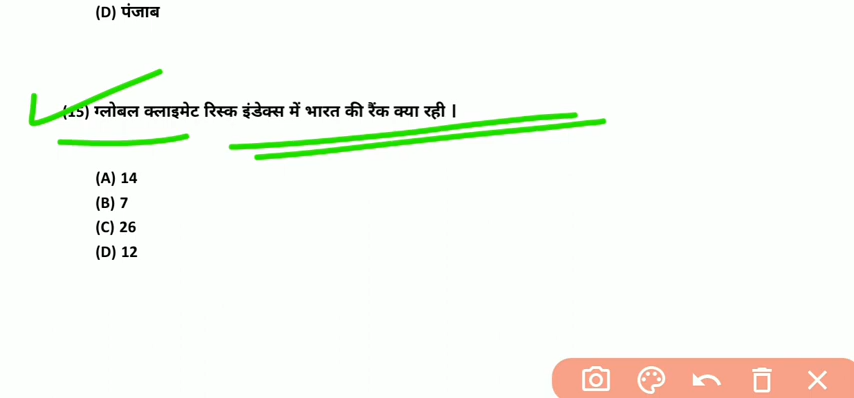 (D) पंजाब
(15) ग्लोबल क्लाइमेट रिस्क इंडेक्स में भारत की रैंक क्या रही |
(A) 14
(B) 7
(C) 26
(D) 12